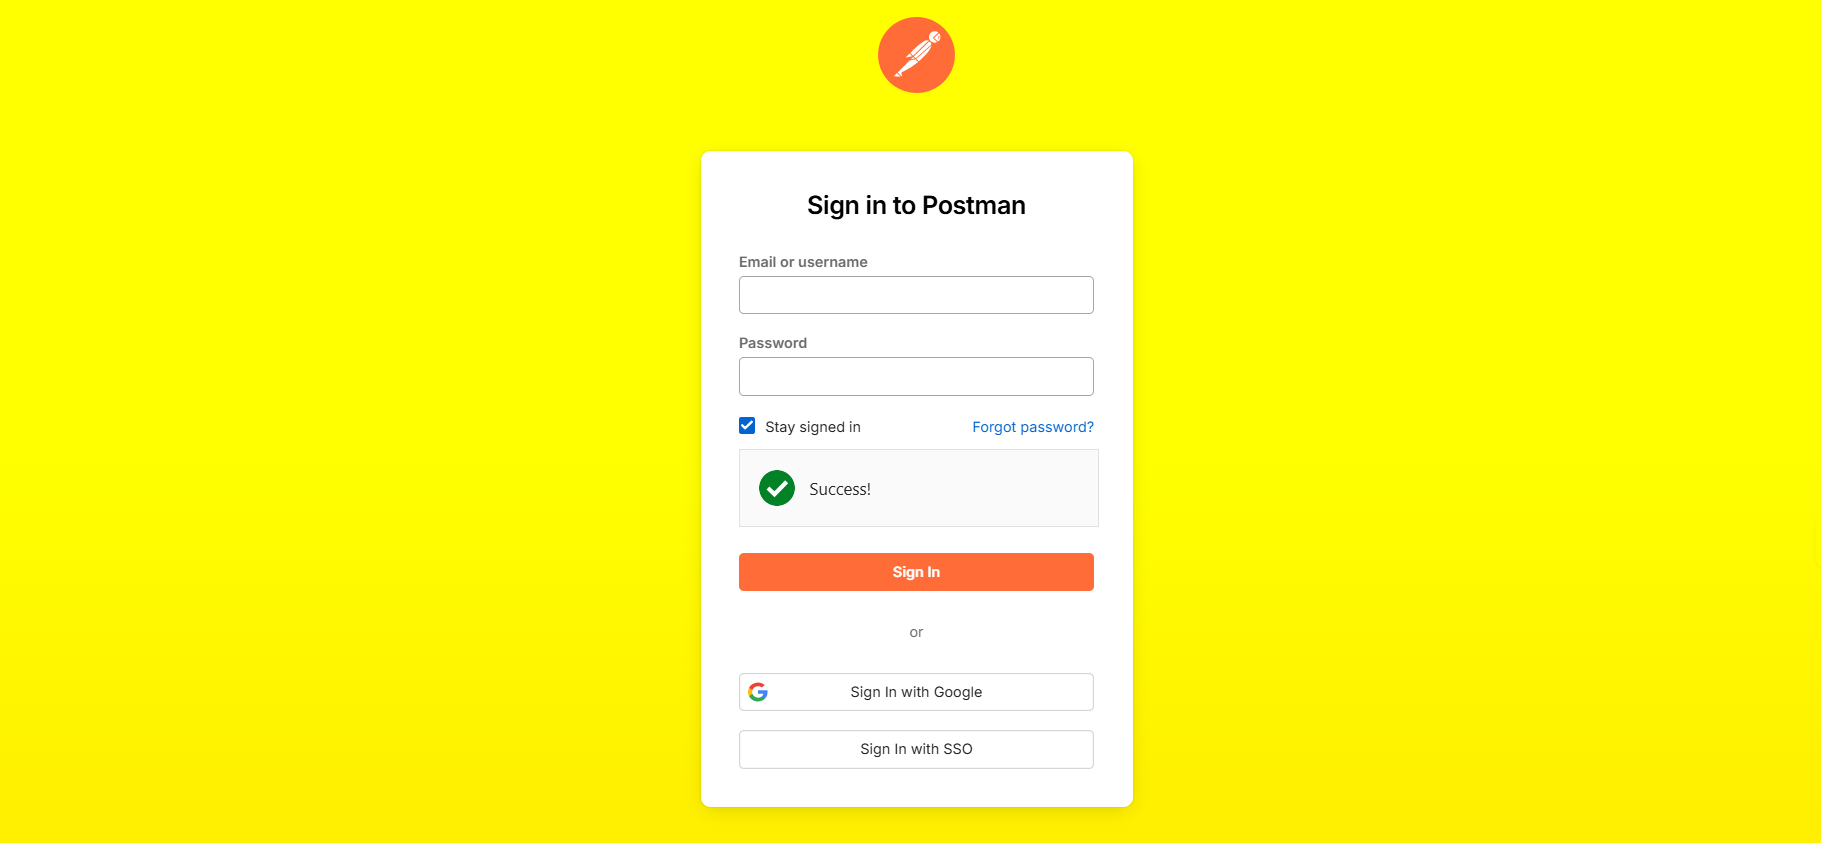 Sign in to Postman
Email or username
Password
Stay signed in
Forgot password?
Success!
Sign In
or
Sign In with Google
Sign In with SSO